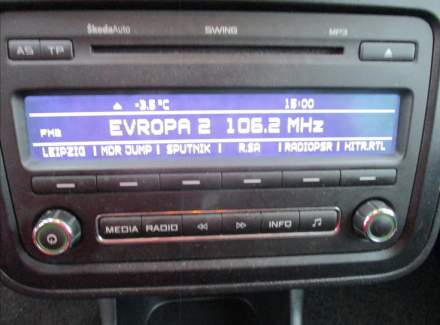 ŠkodaAuto SWING MP3
AS TP
-3.5 °C 15:00
EVROPA 2 106.2 MHz
LEIPZIG | MDR JUMP | SPUTNIK | R.SA | RADIOPSR | HITR.RTL
MEDIA RADIO INFO